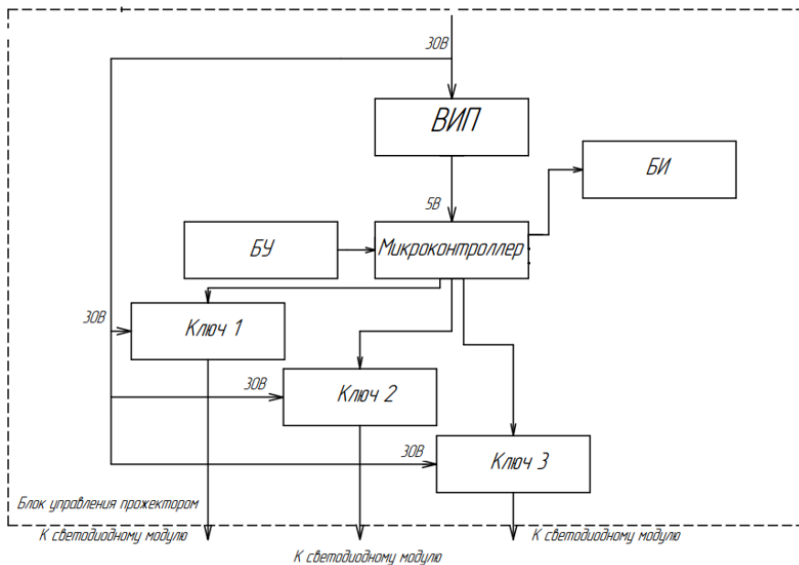 30В
ВИП
БИ
5В
БУ
Микроконтроллер
30В
Ключ 1
30В
Ключ 2
30В
Ключ 3
Блок управления прожектором
К светодиодному модулю
К светодиодному модулю
К светодиодному модулю